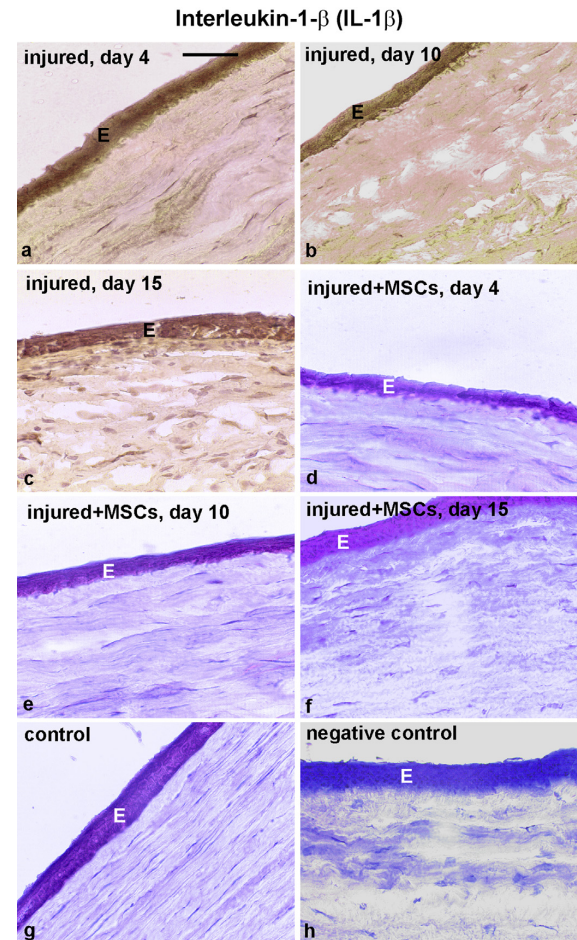 Interleukin-1-β (IL-1β)
injured, day 4
E
a
injured, day 10
E
b
injured, day 15
E
c
injured+MSCs, day 4
E
d
injured+MSCs, day 10
E
e
injured+MSCs, day 15
E
f
control
E
g
negative control
E
h